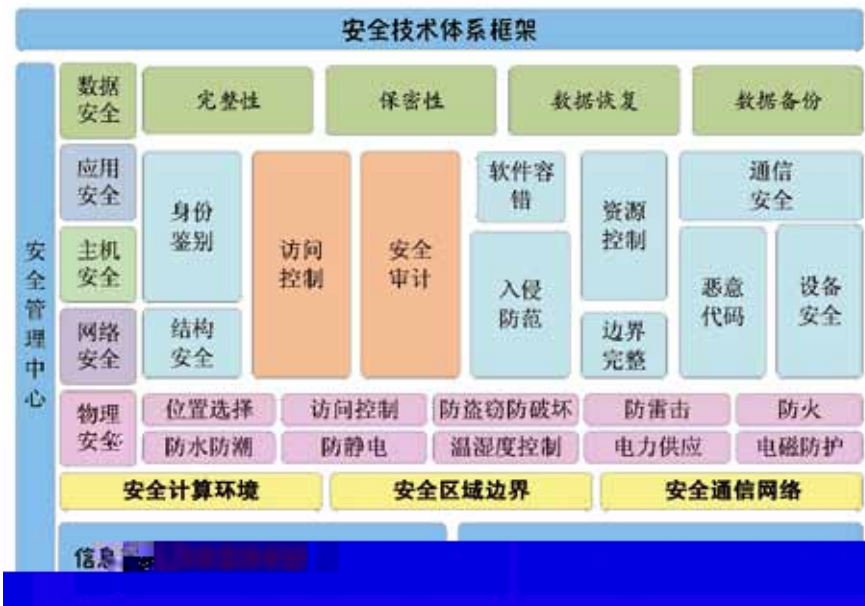 安全技术体系框架
安全管理中心
数据
安全
完整性
保密性
数据恢复
数据备份
应用
安全
主机
安全
网络
安全
身份
鉴别
结构
安全
访问
控制
安全
审计
软件容
错
入侵
防范
资源
控制
边界
完整
通信
安全
恶意
代码
设备
安全
物理
安全
位置选择
访问控制
防盗窃防破坏
防雷击
防火
防水防潮
防静电
温湿度控制
电力供应
电磁防护
安全计算环境
安全区域边界
安全通信网络
信息